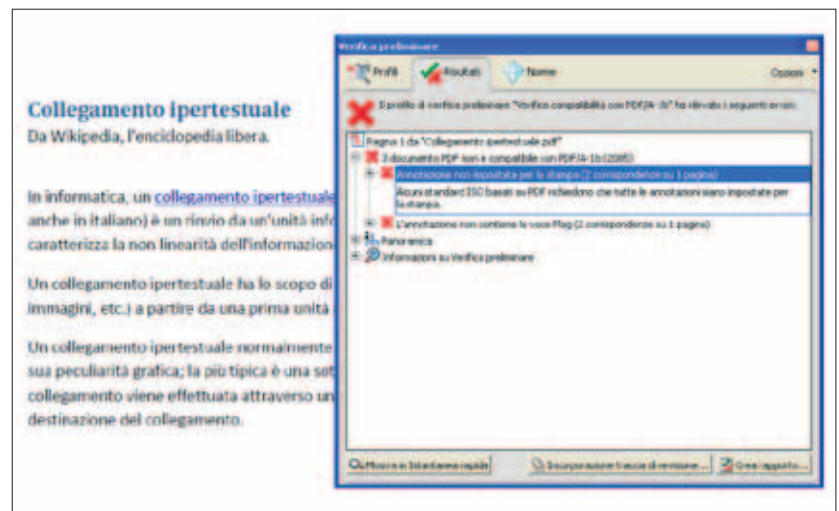 Collegamento ipertestuale
Da Wikipedia, l'enciclopedia libera.
In informatica, un collegamento ipertestuale
anche in italiano) è un rinvio da un'unità info
caratterizza la non linearità dell'informazion
Un collegamento ipertestuale ha lo scopo di
immagini, etc.) a partire da una prima unità
Un collegamento ipertestuale normalmente
sua peculiarità grafica; la più tipica è una sot
collegamento viene effettuata attraverso un
destinazione del collegamento.
Verifica preliminare
Profili Risultati Norme Opzioni
Il profilo di verifica preliminare "Verifica compatibilità con PDF/A-1b" ha rilevato i seguenti errori:
Pagina 1 da "Collegamento ipertestuale.pdf"
Il documento PDF non è compatibile con PDF/A-1b (2005)
Annotazione non impostata per la stampa (2 corrispondenze su 1 pagina)
Alcuni standard ISO basati su PDF richiedono che tutte le annotazioni siano impostate per
la stampa.
L'annotazione non contiene la voce Flag (2 corrispondenze su 1 pagina)
Panoramica
Informazioni su Verifica preliminare
Mostra in Istantanea rapida Incorporazione traccia di revisione... Crea rapporto...